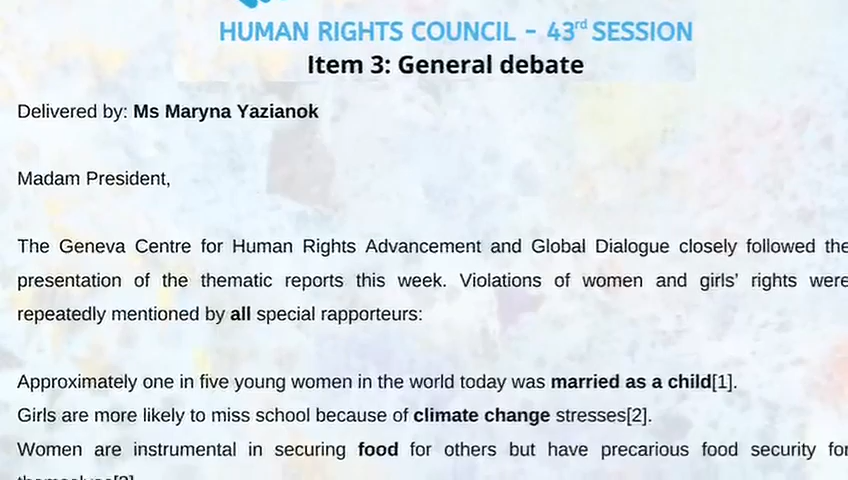 HUMAN RIGHTS COUNCIL – 43rd SESSION
Item 3: General debate
Delivered by: Ms Maryna Yazianok
Madam President,
The Geneva Centre for Human Rights Advancement and Global Dialogue closely followed the
presentation of the thematic reports this week. Violations of women and girls’ rights were
repeatedly mentioned by all special rapporteurs:
Approximately one in five young women in the world today was married as a child[1].
Girls are more likely to miss school because of climate change stresses[2].
Women are instrumental in securing food for others but have precarious food security for